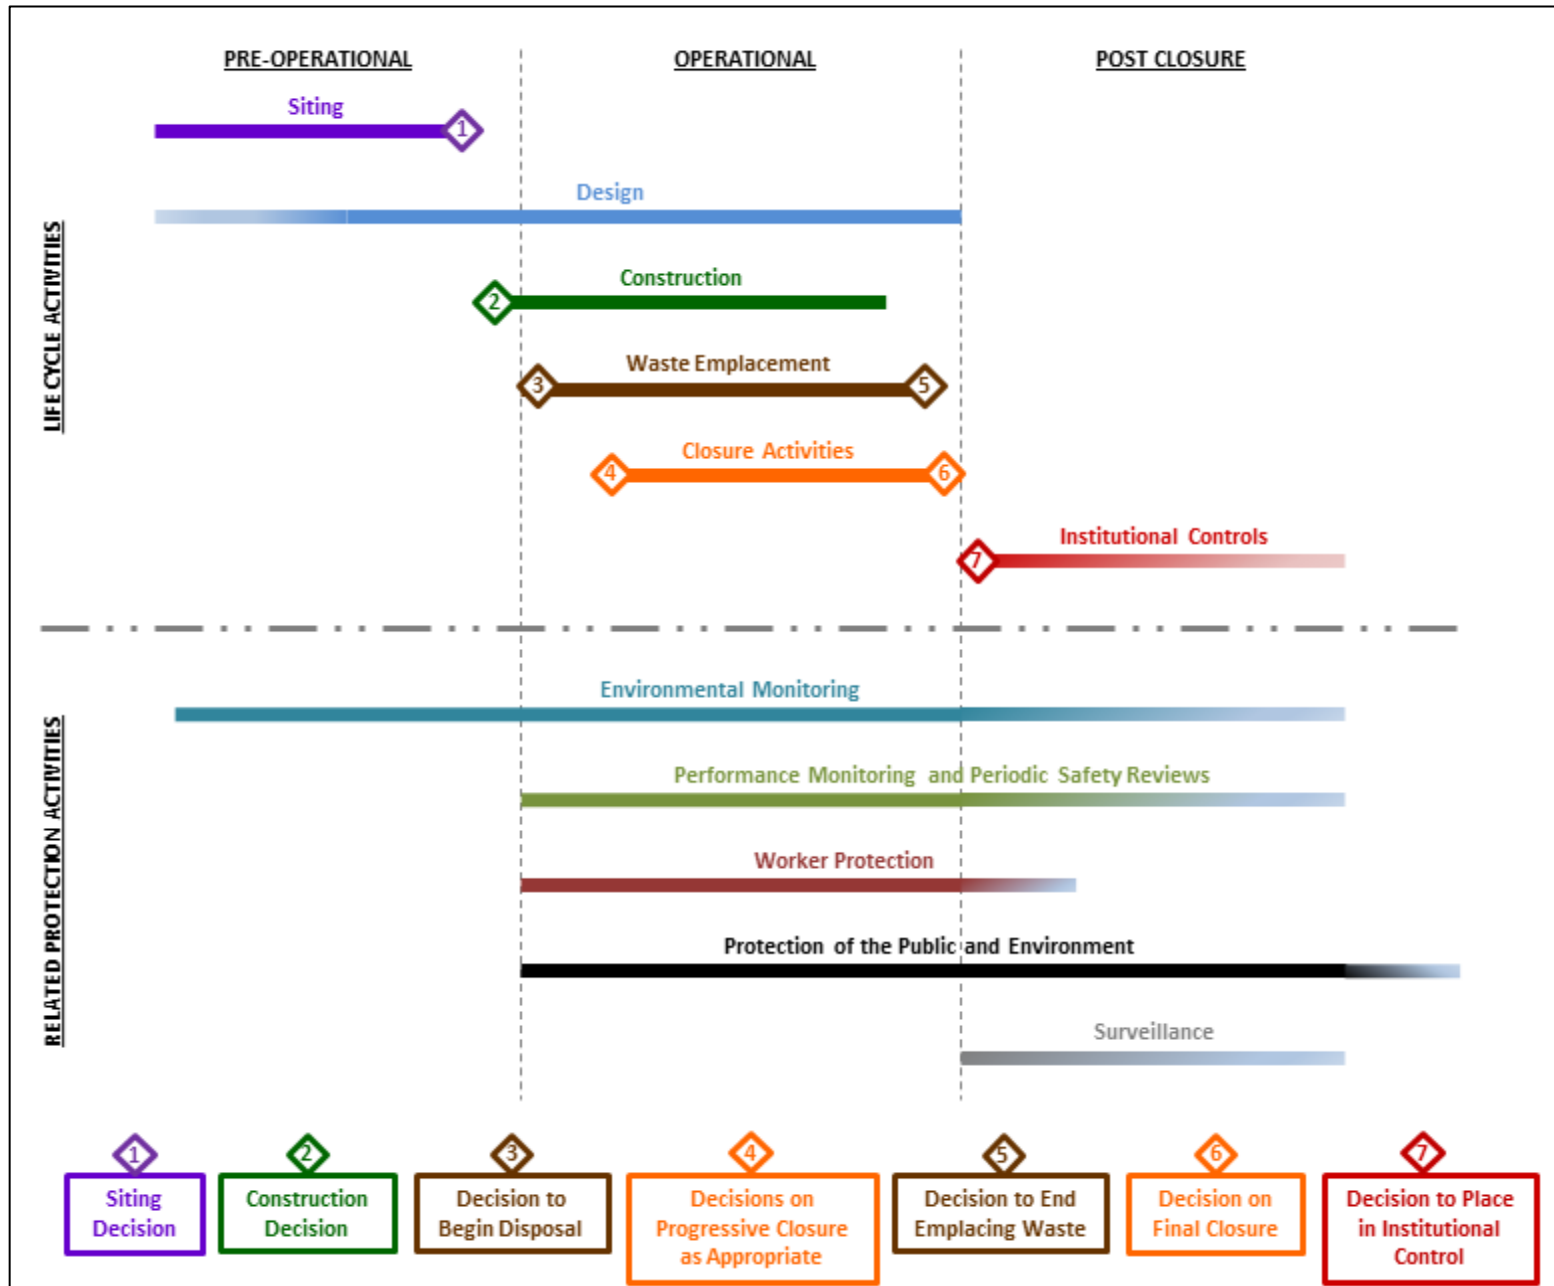 PRE-OPERATIONAL
OPERATIONAL
POST CLOSURE
LIFE CYCLE ACTIVITIES
Siting
1
Design
Construction
2
Waste Emplacement
3
5
Closure Activities
4
6
Institutional Controls
7
RELATED PROTECTION ACTIVITIES
Environmental Monitoring
Performance Monitoring and Periodic Safety Reviews
Worker Protection
Protection of the Public and Environment
Surveillance
1
Siting
Decision
2
Construction
Decision
3
Decision to
Begin Disposal
4
Decisions on
Progressive Closure
as Appropriate
5
Decision to End
Emplacing Waste
6
Decision on
Final Closure
7
Decision to Place
in Institutional
Control